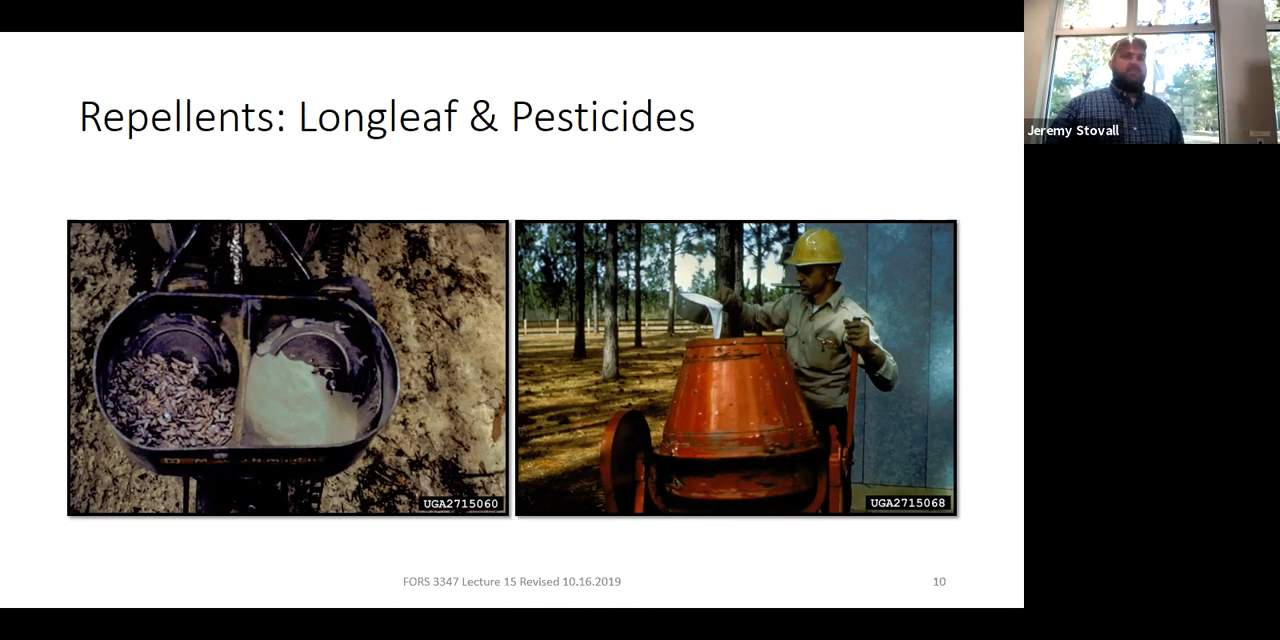 Repellents: Longleaf & Pesticides
Jeremy Stovall
UGA2715060
UGA2715068
FORS 3347 Lecture 15 Revised 10.16.2019
10